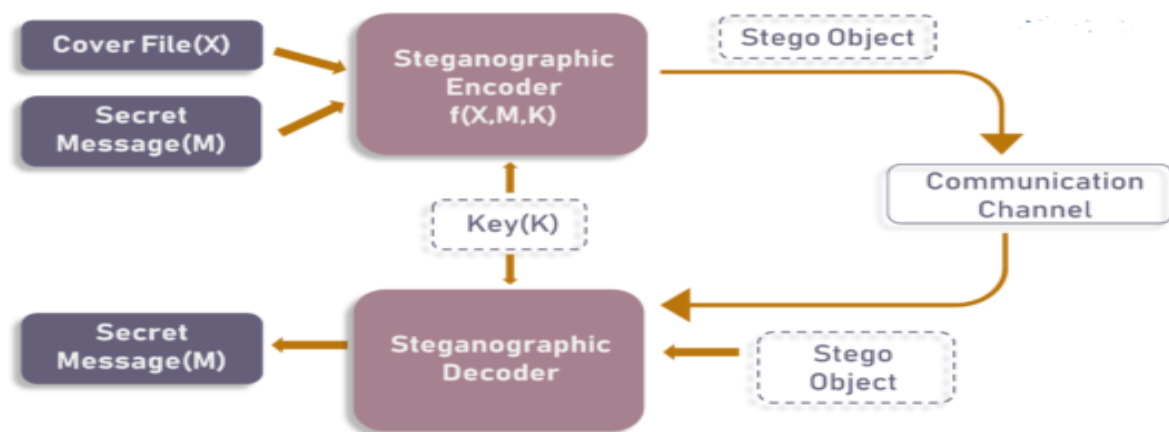 Cover File(X)
Secret
Message(M)
Steganographic
Encoder
f(X,M,K)
Stego Object
Communication
Channel
Key(K)
Secret
Message(M)
Steganographic
Decoder
Stego
Object